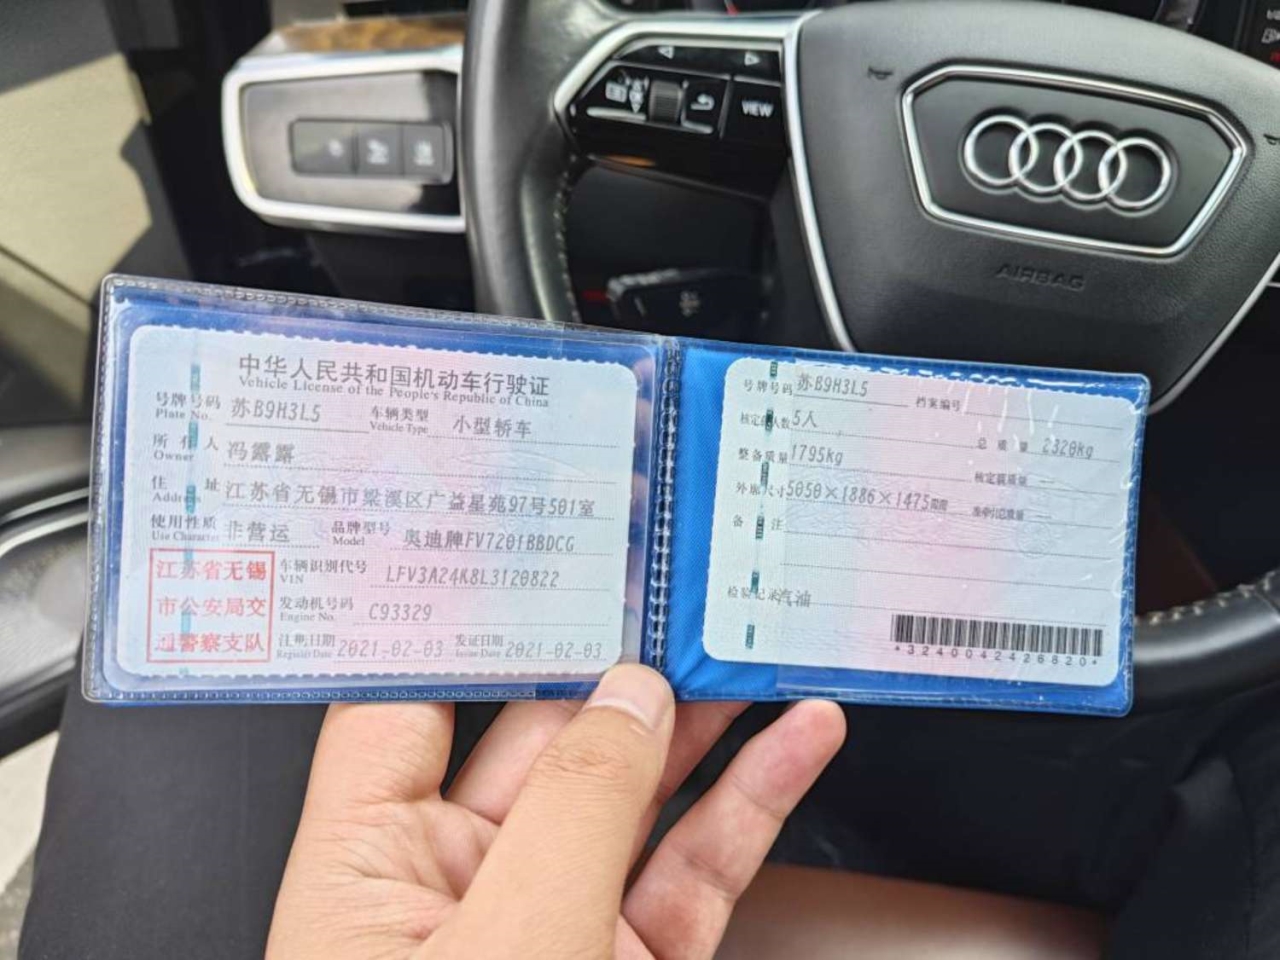 VIEW
AIRBAG
中华人民共和国机动车行驶证
Vehicle License of the People's Republic of China
号牌号码 苏B9H3L5 车辆类型 小型轿车
Plate No. Vehicle Type
所有人 冯露露
Owner
住址 江苏省无锡市梁溪区广益星苑97号501室
Address
使用性质 非营运 品牌型号 奥迪牌FV7201BBDCG
Use Character Model
江苏省无锡
市公安局交
通警察支队
车辆识别代号 LFV3A24K8L3120822
VIN
发动机号码 C93329
Engine No.
注册日期 2021-02-03 发证日期 2021-02-03
Register Date Issue Date
号牌号码 苏B9H3L5 档案编号
核定载人数 5人 总质量 2320kg
整备质量 1795kg 核定载质量 --
外廓尺寸 5050×1886×1475mm 准牵引总质量 --
备注
检验记录 汽油
*3240042426820*